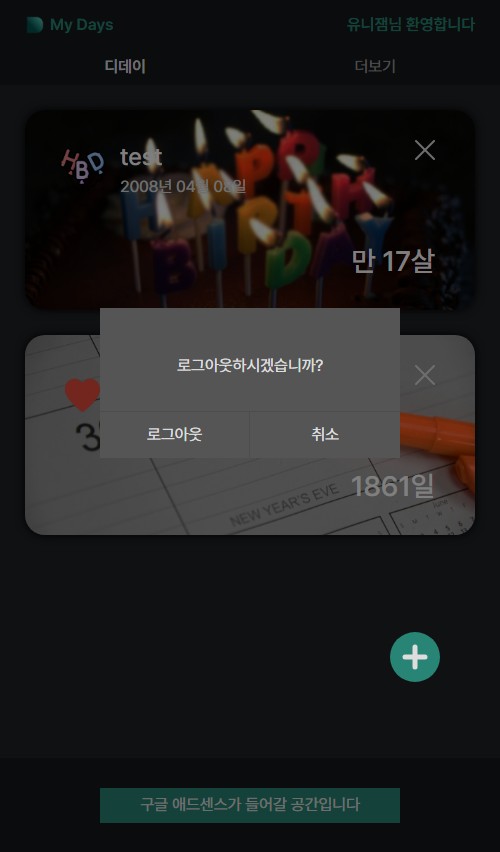 My Days
유니잼님 환영합니다
디데이
더보기
HBD
test
2008년 04월 08일
만 17살
로그아웃하시겠습니까?
로그아웃
취소
NEW YEAR'S EVE
1861일
구글 애드센스가 들어갈 공간입니다